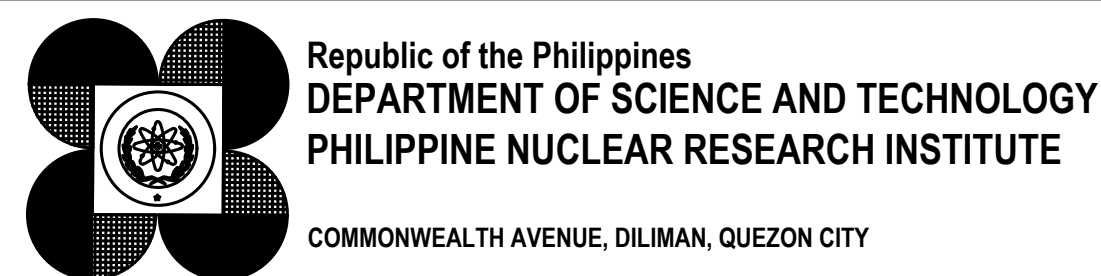 Republic of the Philippines
DEPARTMENT OF SCIENCE AND TECHNOLOGY
PHILIPPINE NUCLEAR RESEARCH INSTITUTE
COMMONWEALTH AVENUE, DILIMAN, QUEZON CITY